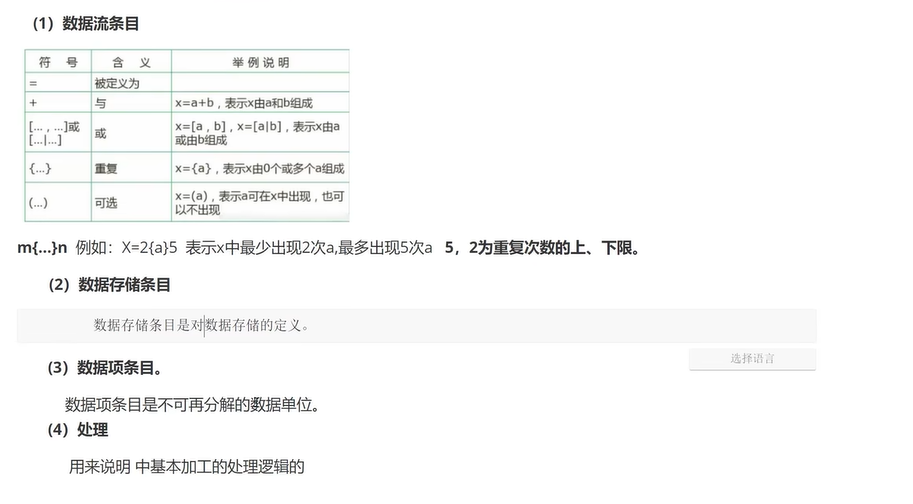 （1）数据流条目
符 号 含 义 举 例 说 明
= 被定义为
+ 与 x=a+b，表示x由a和b组成
[...，...]或 或 x=[a，b]，x=[a|b]，表示x由a
[...|...] 或由b组成
{...} 重复 x={a}，表示x由0个或多个a组成
(...) 可选 x=(a)，表示a可在x中出现，也可
以不出现
m{...}n 例如：X=2{a}5 表示x中最少出现2次a,最多出现5次a 5，2为重复次数的上、下限。
（2）数据存储条目
数据存储条目是对数据存储的定义。
选择语言
（3）数据项条目。
数据项条目是不可再分解的数据单位。
（4）处理
用来说明 中基本加工的处理逻辑的